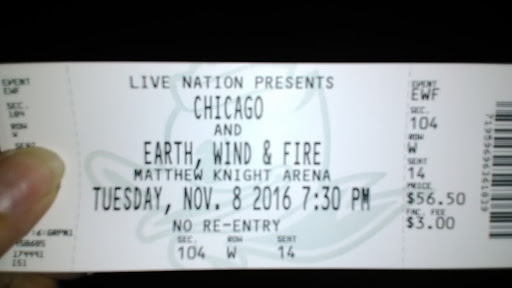 LIVE NATION PRESENTS
CHICAGO
AND
EARTH, WIND & FIRE
MATTHEW KNIGHT ARENA
TUESDAY, NOV. 8 2016 7:30 PM
NO RE-ENTRY
SEC. ROW SEAT
104 W 14
EVENT
EWF
SEC.
104
ROW
W
SEAT
14
PRICE
$56.50
FAC. FEE
$3.00
EVENT
EWF
SEC.
104
ROW
W
SEAT